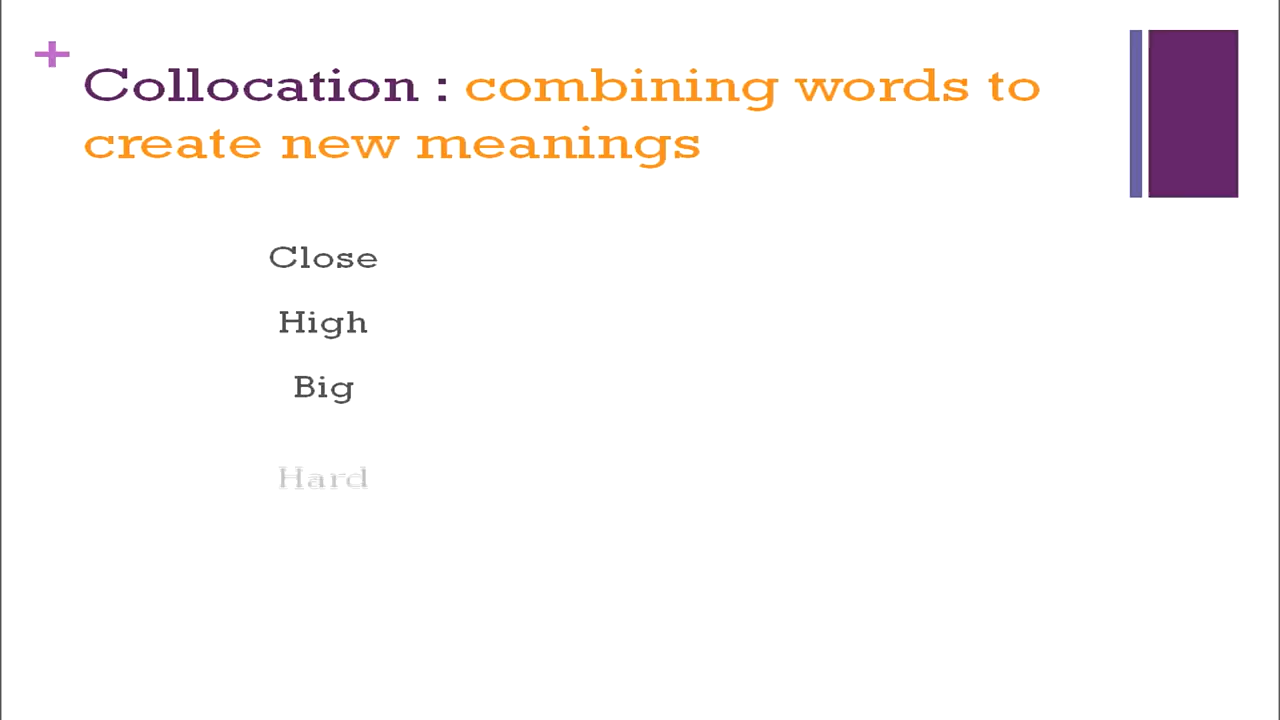 Collocation : combining words to
create new meanings
Close
High
Big
Hard